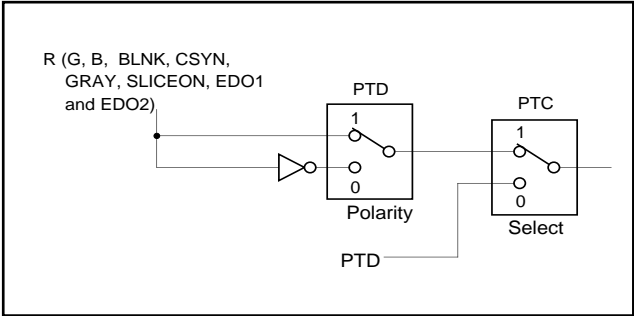 R (G, B, BLNK, CSYN,
GRAY, SLICEON, EDO1
and EDO2)
PTD
1
0
Polarity
PTC
1
0
Select
PTD